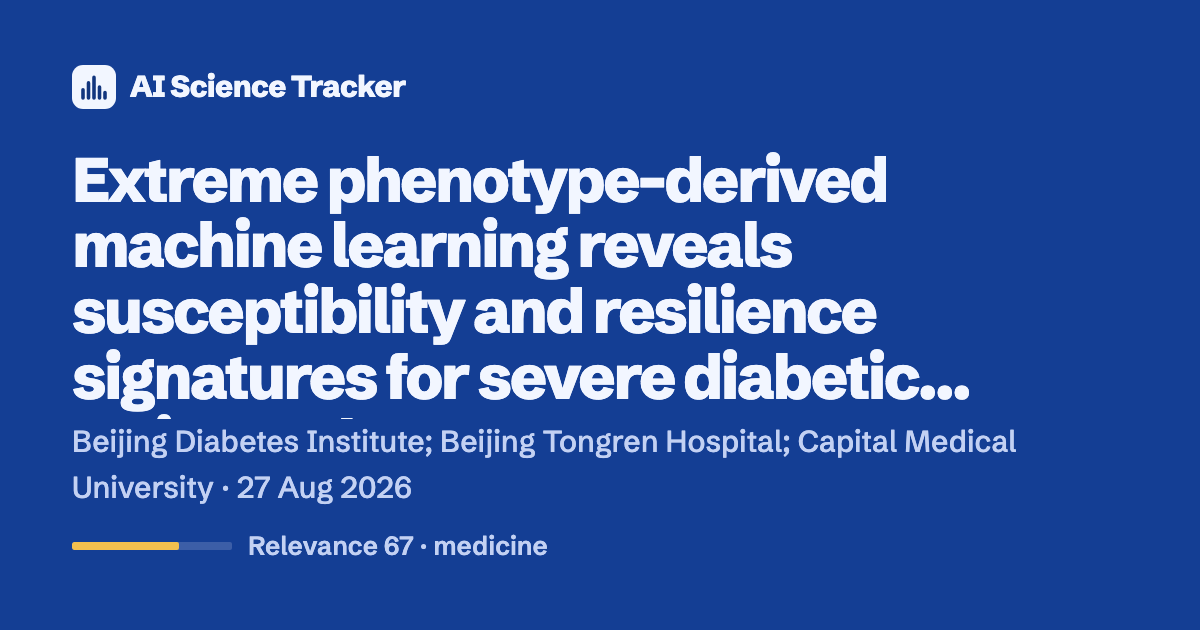 AI Science Tracker
Extreme phenotype-derived
machine learning reveals
susceptibility and resilience
signatures for severe diabetic...
Beijing Diabetes Institute; Beijing Tongren Hospital; Capital Medical
University · 27 Aug 2026
Relevance 67 · medicine